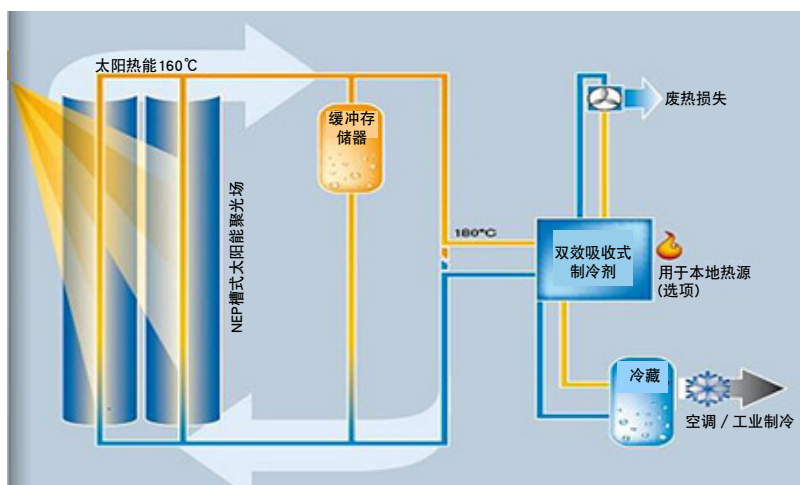 太阳热能160℃
缓冲存
储器
NEP槽式太阳能聚光场
废热损失
180°C
双效吸收式
制冷剂
用于本地热源
(选项)
冷藏
空调 / 工业制冷